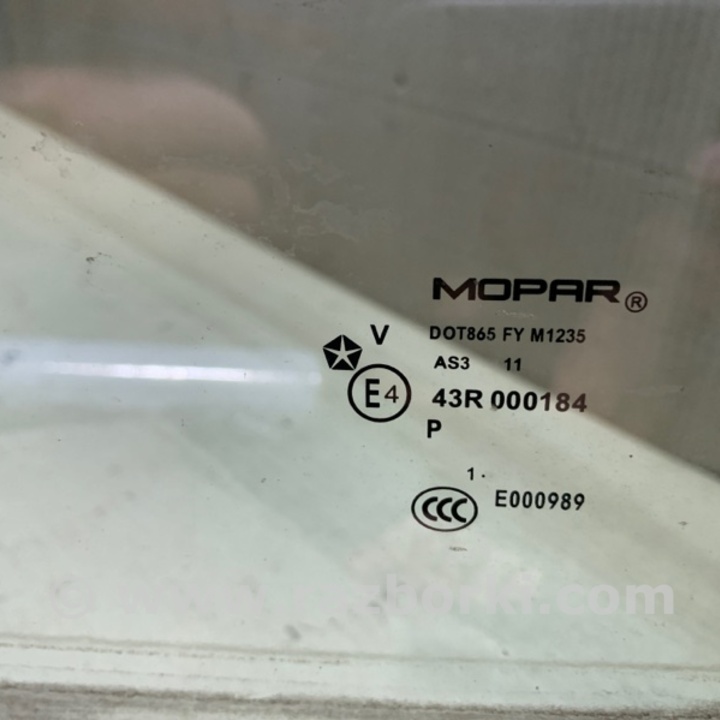 MOPAR®
V
DOT865 FY M1235
AS3 11
E4
43R 000184
P
1.
CCC
E000989